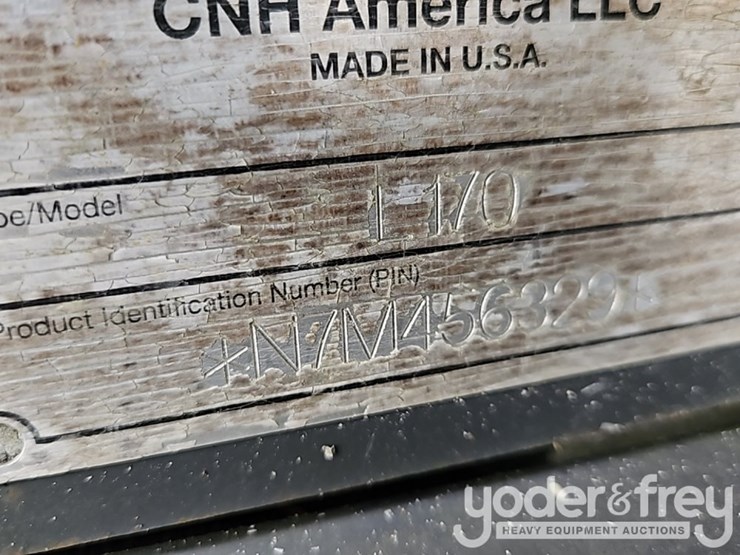 CNH America LLC
MADE IN U.S.A.
pe/Model L170
Product Identification Number (PIN)
*N7M456329*
yoder&frey
HEAVY EQUIPMENT AUCTIONS